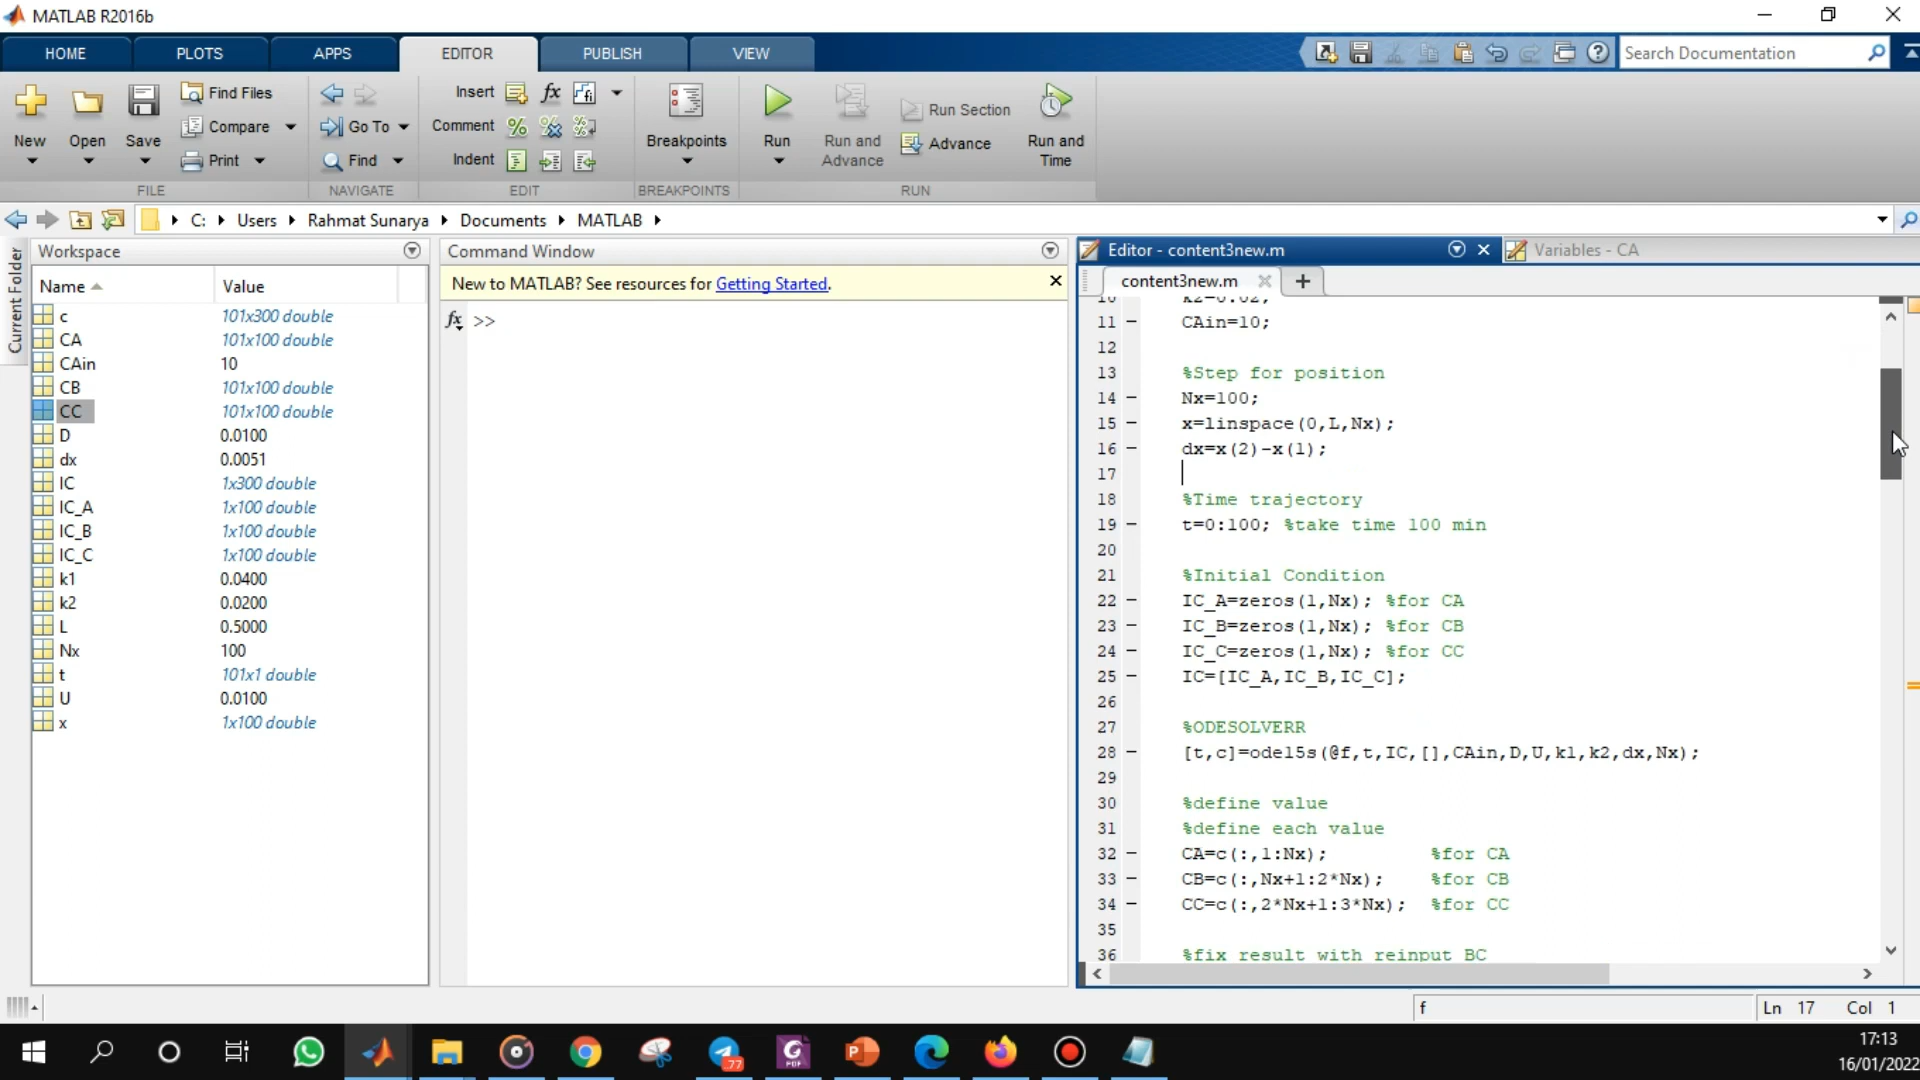 MATLAB R2016b
HOME PLOTS APPS EDITOR PUBLISH VIEW
Search Documentation
New Open Save
Find Files
Compare
Print
FILE
Go To
Find
NAVIGATE
Insert
Comment
Indent
EDIT
Breakpoints
BREAKPOINTS
Run
Run and Advance
Run Section
Advance
Run and Time
RUN
C: Users Rahmat Sunarya Documents MATLAB
Current Folder
Workspace
Name Value
c 101x300 double
CA 101x100 double
CAin 10
CB 101x100 double
CC 101x100 double
D 0.0100
dx 0.0051
IC 1x300 double
IC_A 1x100 double
IC_B 1x100 double
IC_C 1x100 double
k1 0.0400
k2 0.0200
L 0.5000
Nx 100
t 101x1 double
U 0.0100
x 1x100 double
Command Window
New to MATLAB? See resources for Getting Started.
fx >>
Editor - content3new.m
Variables - CA
content3new.m
10 k2=0.02;
11 – CAin=10;
12
13 %Step for position
14 – Nx=100;
15 – x=linspace(0,L,Nx);
16 – dx=x(2)-x(1);
17
18 %Time trajectory
19 – t=0:100; %take time 100 min
20
21 %Initial Condition
22 – IC_A=zeros(1,Nx); %for CA
23 – IC_B=zeros(1,Nx); %for CB
24 – IC_C=zeros(1,Nx); %for CC
25 – IC=[IC_A,IC_B,IC_C];
26
27 %ODESOLVERR
28 – [t,c]=ode15s(@f,t,IC,[],CAin,D,U,k1,k2,dx,Nx);
29
30 %define value
31 %define each value
32 – CA=c(:,1:Nx); %for CA
33 – CB=c(:,Nx+1:2*Nx); %for CB
34 – CC=c(:,2*Nx+1:3*Nx); %for CC
35
36 %fix result with reinput BC
f
Ln 17 Col 1
77
17:13
16/01/2022